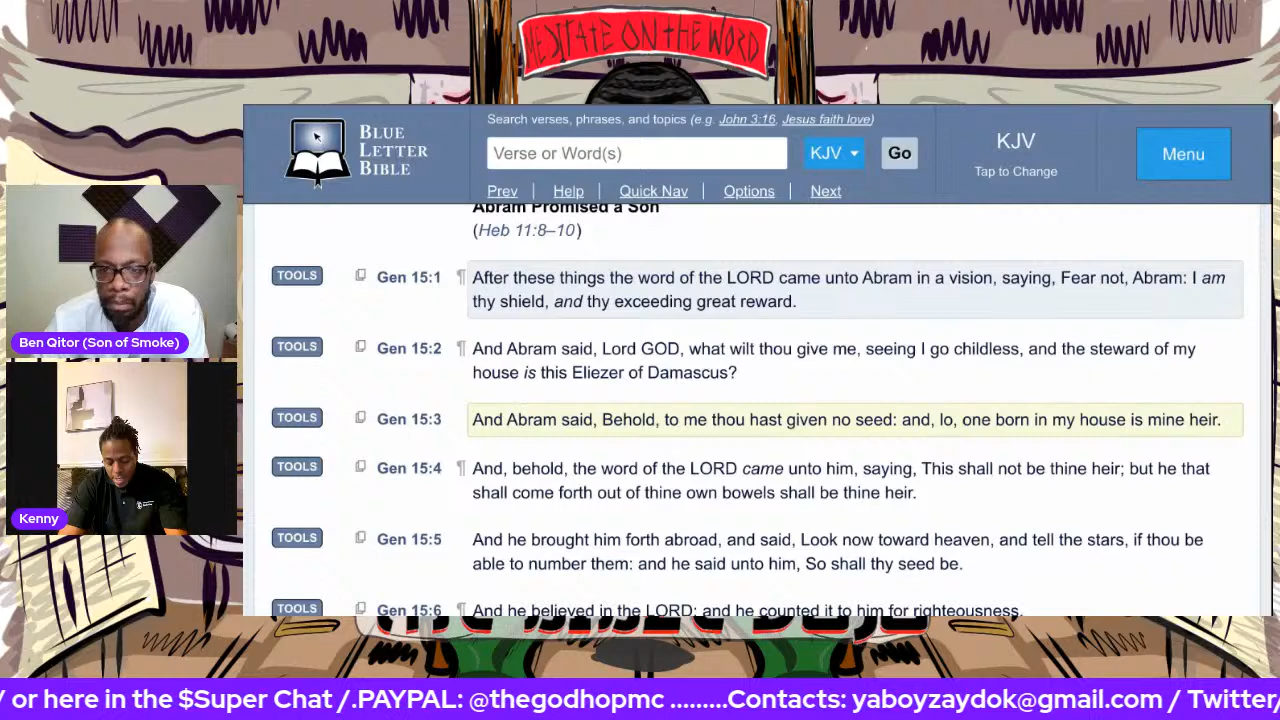 MEDITATE ON THE WORD
BLUE
LETTER
BIBLE
Search verses, phrases, and topics (e.g. John 3:16, Jesus faith love)
Verse or Word(s)
KJV
Go
KJV
Tap to Change
Menu
Prev | Help | Quick Nav | Options | Next
Abram Promised a Son
(Heb 11:8–10)
TOOLS Gen 15:1 ¶ After these things the word of the LORD came unto Abram in a vision, saying, Fear not, Abram: I am
thy shield, and thy exceeding great reward.
TOOLS Gen 15:2 ¶ And Abram said, Lord GOD, what wilt thou give me, seeing I go childless, and the steward of my
house is this Eliezer of Damascus?
TOOLS Gen 15:3 And Abram said, Behold, to me thou hast given no seed: and, lo, one born in my house is mine heir.
TOOLS Gen 15:4 ¶ And, behold, the word of the LORD came unto him, saying, This shall not be thine heir; but he that
shall come forth out of thine own bowels shall be thine heir.
TOOLS Gen 15:5 And he brought him forth abroad, and said, Look now toward heaven, and tell the stars, if thou be
able to number them: and he said unto him, So shall thy seed be.
TOOLS Gen 15:6 ¶ And he believed in the LORD; and he counted it to him for righteousness.
Ben Qitor (Son of Smoke)
Kenny
/ or here in the $Super Chat /.PAYPAL: @thegodhopmc .........Contacts: yaboyzaydok@gmail.com / Twitter/